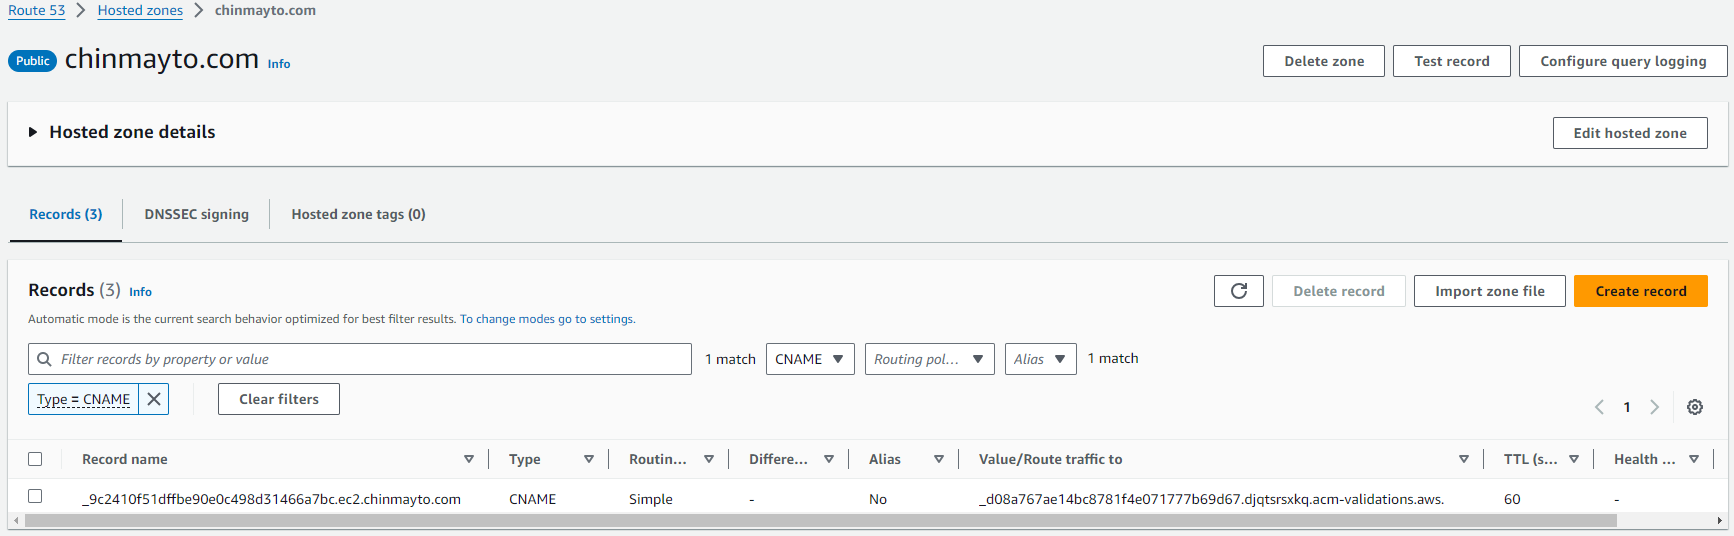 Route 53 > Hosted zones > chinmayto.com
Public chinmayto.com Info
Delete zone Test record Configure query logging
Hosted zone details
Edit hosted zone
Records (3) DNSSEC signing Hosted zone tags (0)
Records (3) Info
Delete record Import zone file Create record
Automatic mode is the current search behavior optimized for best filter results. To change modes go to settings.
Filter records by property or value 1 match CNAME Routing pol... Alias 1 match
Type = CNAME Clear filters
1
Record name Type Routin... Differe... Alias Value/Route traffic to TTL (s... Health ...
_9c2410f51dffbe90e0c498d31466a7bc.ec2.chinmayto.com CNAME Simple - No _d08a767ae14bc8781f4e071777b69d67.djqtsrsxkq.acm-validations.aws. 60 -